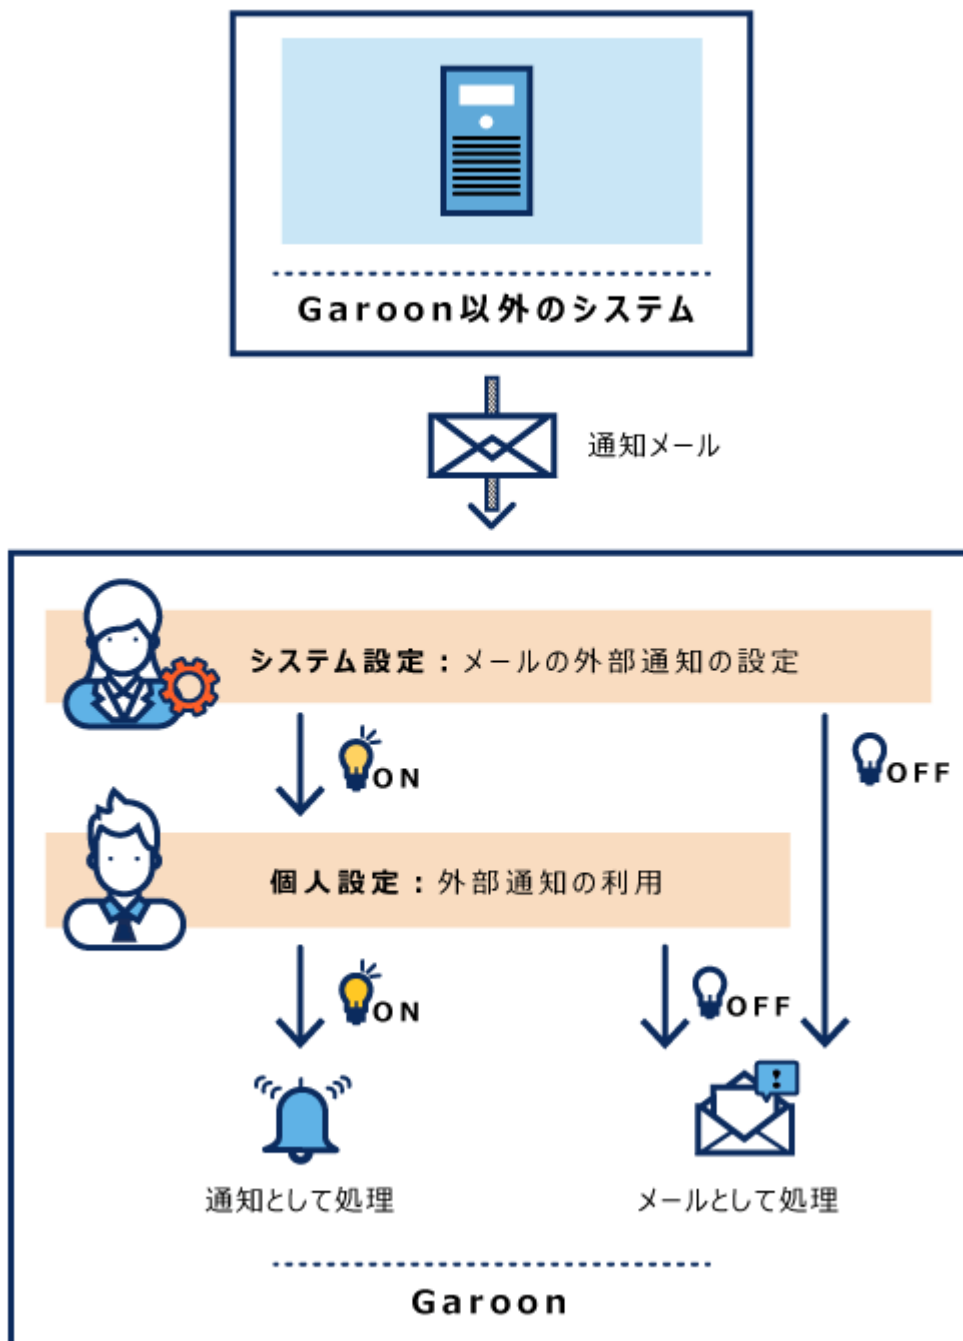 Garoon以外のシステム
通知メール
システム設定：メールの外部通知の設定
ON
OFF
個人設定：外部通知の利用
ON
OFF
!
通知として処理
メールとして処理
Garoon